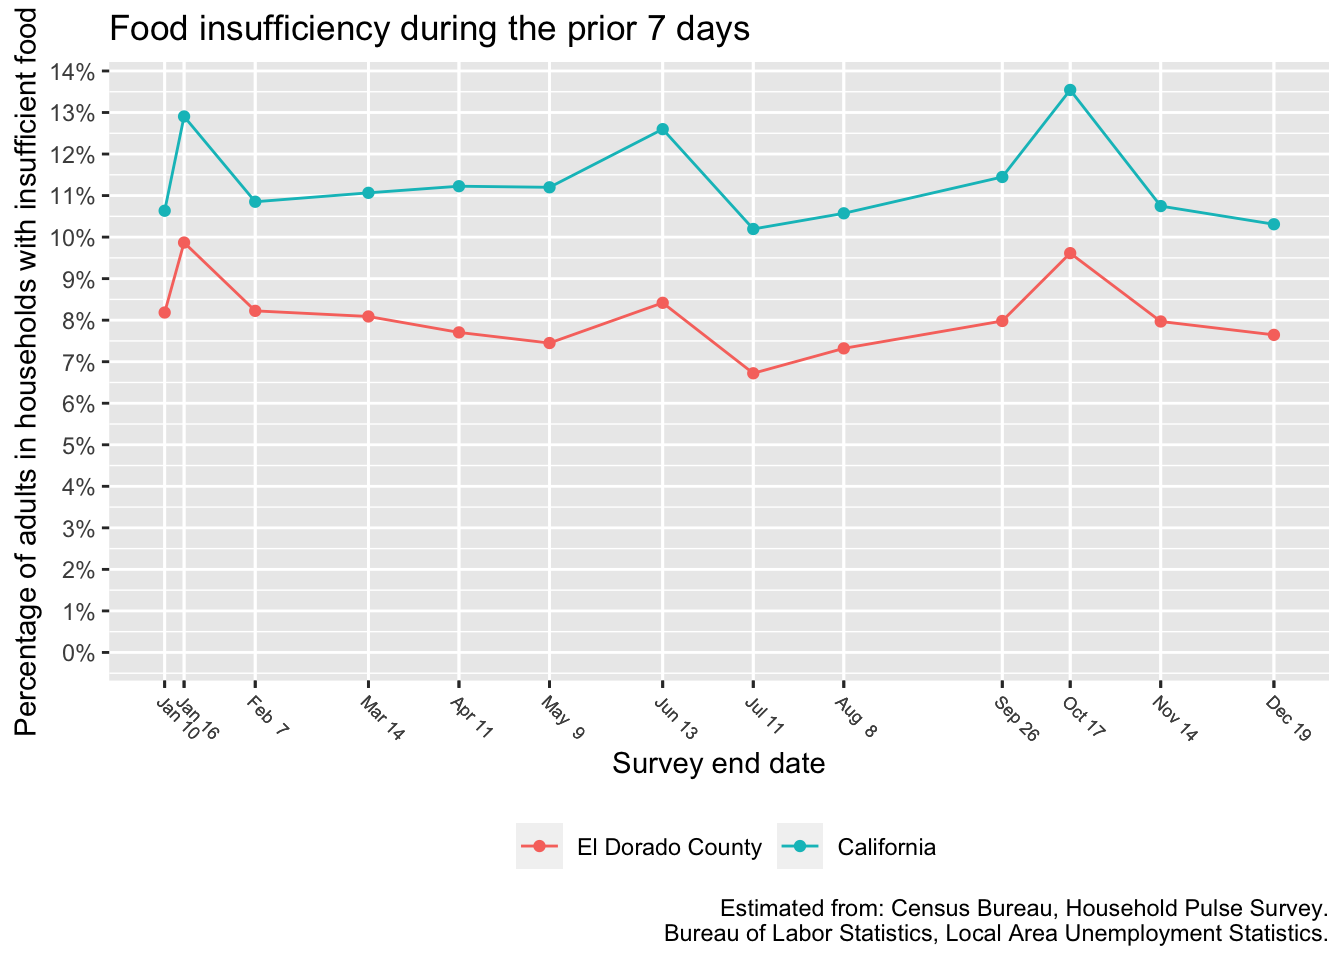 Food insufficiency during the prior 7 days
Percentage of adults in households with insufficient food
14%
13%
12%
11%
10%
9%
8%
7%
6%
5%
4%
3%
2%
1%
0%
Jan 10
Jan 16
Feb 7
Mar 14
Apr 11
May 9
Jun 13
Jul 11
Aug 8
Sep 26
Oct 17
Nov 14
Dec 19
Survey end date
El Dorado County
California
Estimated from: Census Bureau, Household Pulse Survey.
Bureau of Labor Statistics, Local Area Unemployment Statistics.